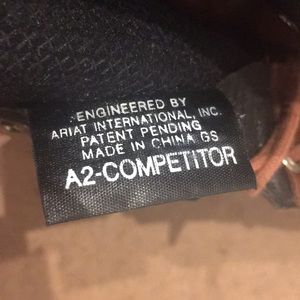 ENGINEERED BY
ARIAT INTERNATIONAL, INC.
PATENT PENDING
MADE IN CHINA GS
A2-COMPETITOR